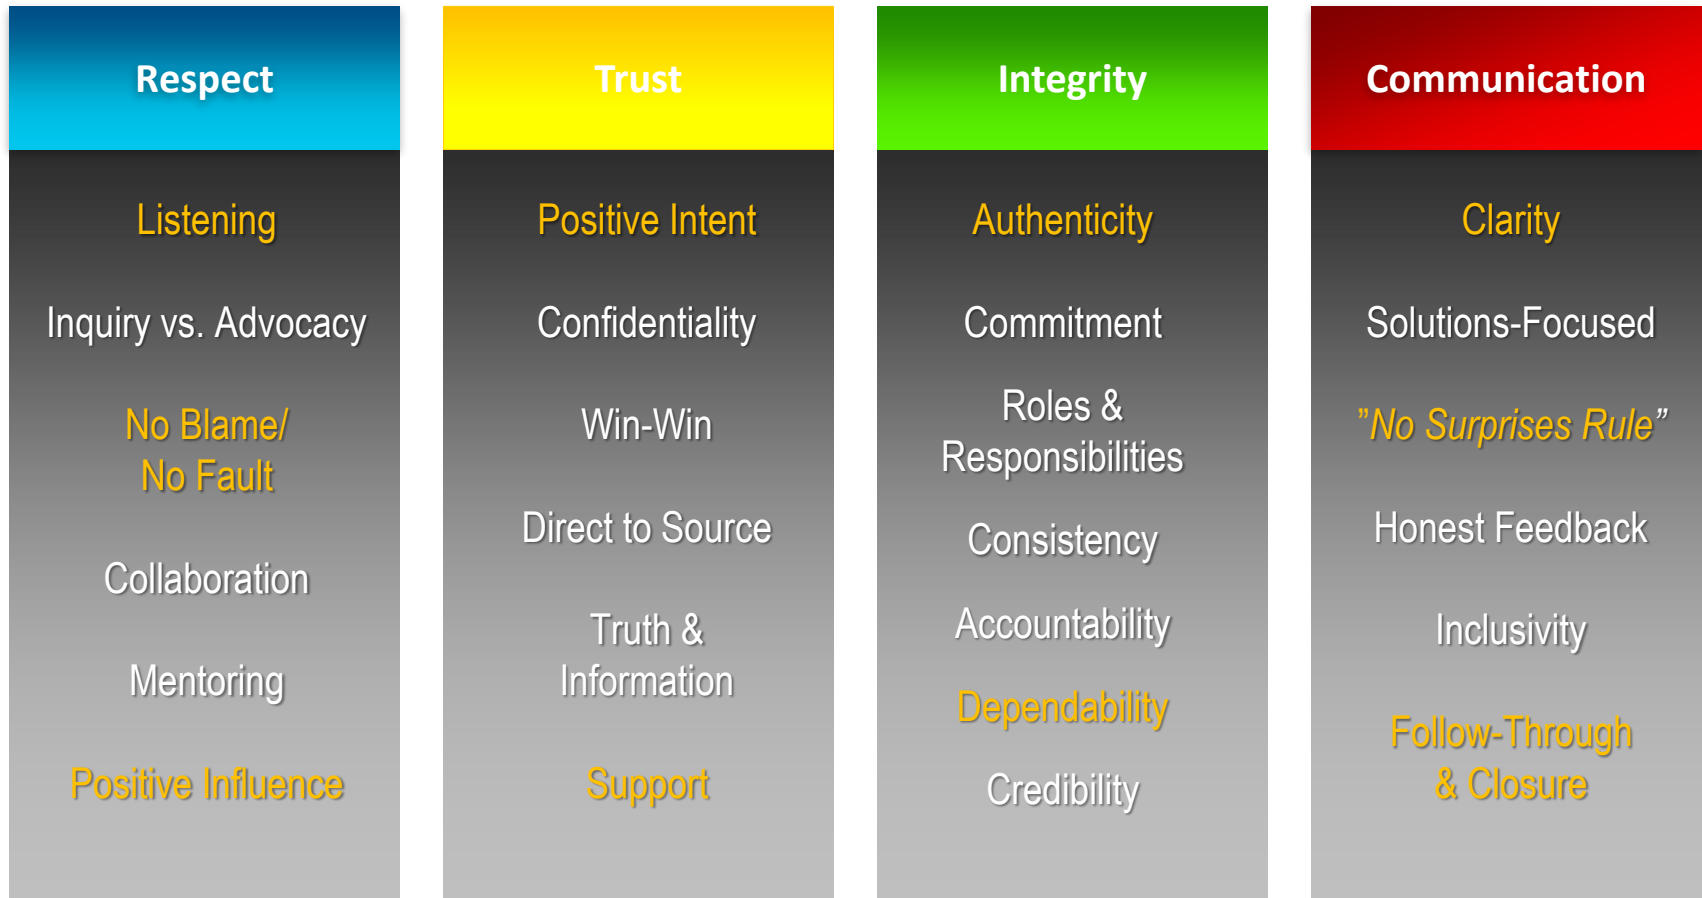 Respect
Listening
Inquiry vs. Advocacy
No Blame/
No Fault
Collaboration
Mentoring
Positive Influence
Trust
Positive Intent
Confidentiality
Win-Win
Direct to Source
Truth &
Information
Support
Integrity
Authenticity
Commitment
Roles &
Responsibilities
Consistency
Accountability
Dependability
Credibility
Communication
Clarity
Solutions-Focused
”No Surprises Rule”
Honest Feedback
Inclusivity
Follow-Through
& Closure